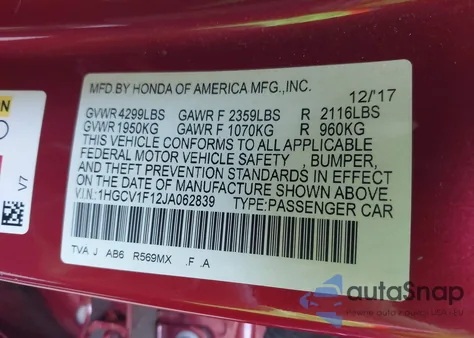 MFD.BY HONDA OF AMERICA MFG.,INC.
12/'17
GVWR 4299LBS GAWR F 2359LBS R 2116LBS
GVWR 1950KG GAWR F 1070KG R 960KG
THIS VEHICLE CONFORMS TO ALL APPLICABLE
FEDERAL MOTOR VEHICLE SAFETY , BUMPER,
AND THEFT PREVENTION STANDARDS IN EFFECT
ON THE DATE OF MANUFACTURE SHOWN ABOVE.
V.I.N.:1HGCV1F12JA062839 TYPE:PASSENGER CAR
TVA J AB6 R569MX .F .A
V7
autoSnap